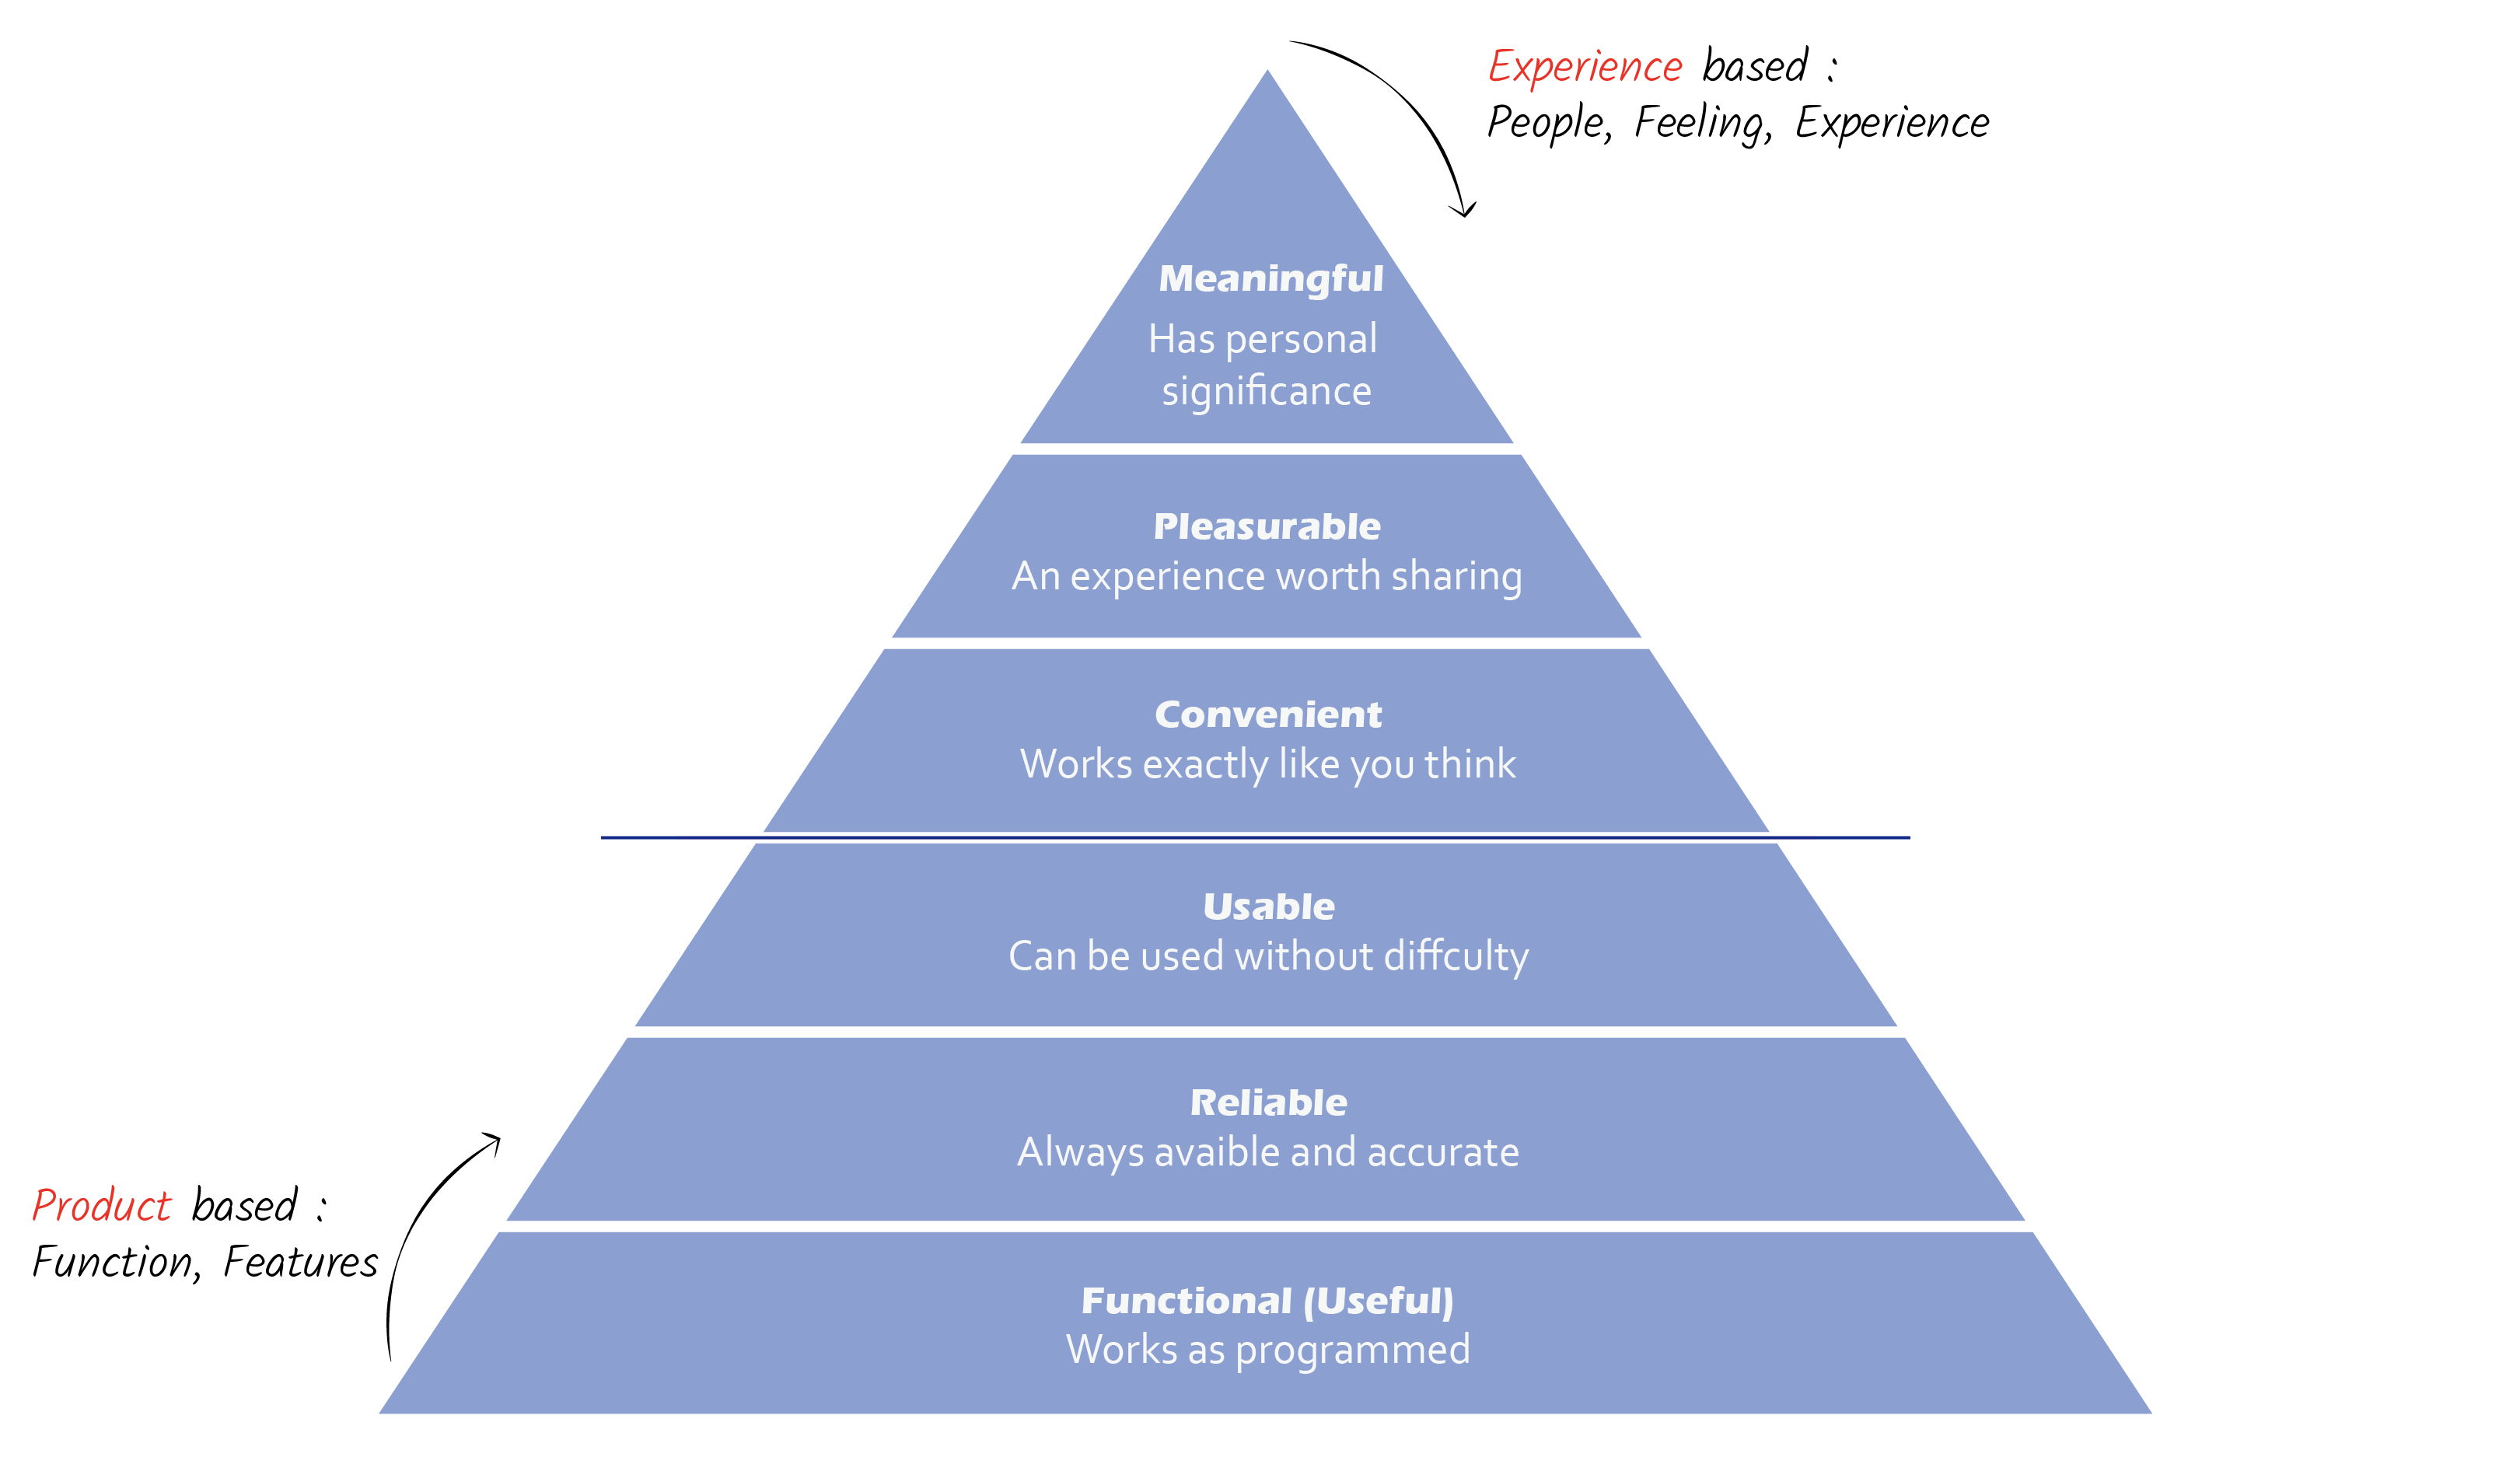 Experience based :
People, Feeling, Experience
Meaningful
Has personal
significance
Pleasurable
An experience worth sharing
Convenient
Works exactly like you think
Usable
Can be used without diffculty
Reliable
Always avaible and accurate
Product based :
Function, Features
Functional (Useful)
Works as programmed